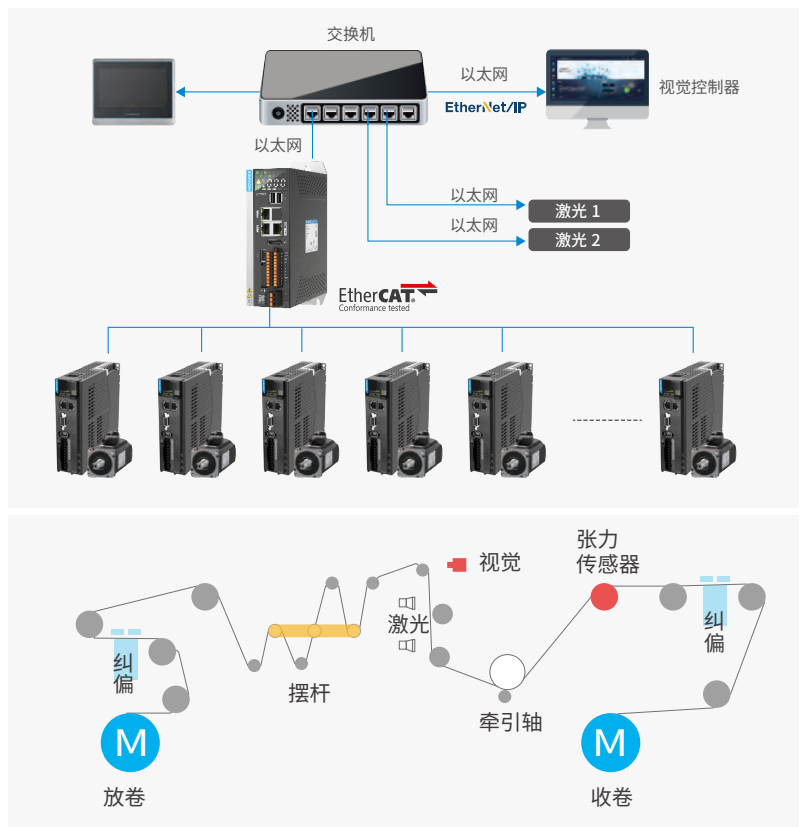 交换机
以太网
EtherNet/IP
视觉控制器
以太网
以太网
激光 1
以太网
激光 2
EtherCAT®
Conformance tested
张力
传感器
视觉
激光
纠
偏
纠
偏
摆杆
牵引轴
M
M
放卷
收卷